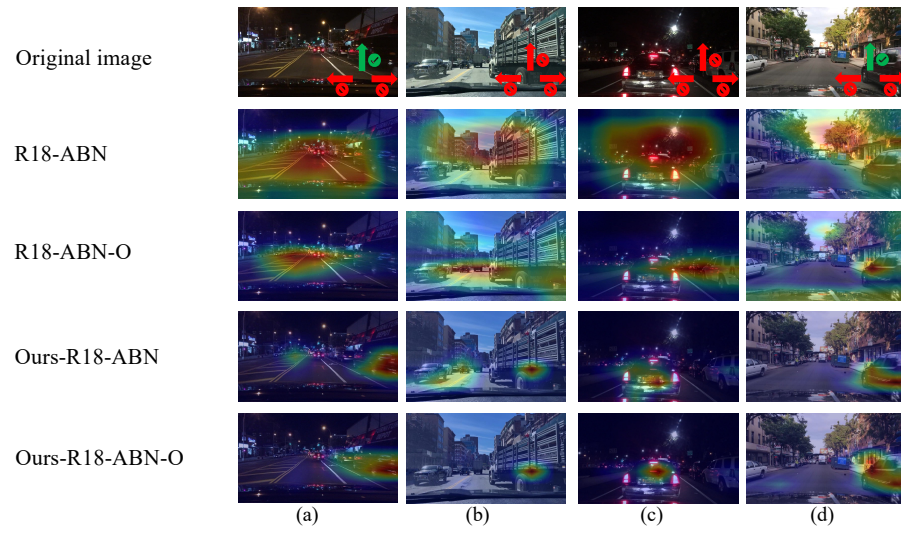 Original image
R18-ABN
R18-ABN-O
Ours-R18-ABN
Ours-R18-ABN-O
(a) (b) (c) (d)